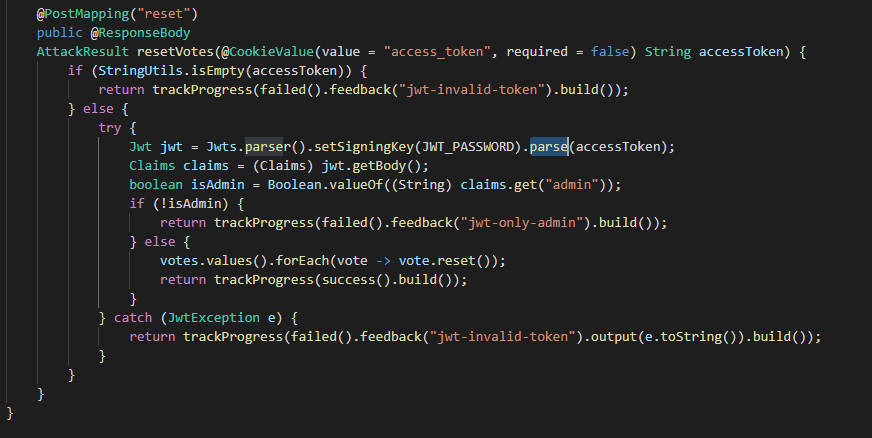 @PostMapping("reset")
public @ResponseBody
AttackResult resetVotes(@CookieValue(value = "access_token", required = false) String accessToken) {
if (StringUtils.isEmpty(accessToken)) {
return trackProgress(failed().feedback("jwt-invalid-token").build());
} else {
try {
Jwt jwt = Jwts.parser().setSigningKey(JWT_PASSWORD).parse(accessToken);
Claims claims = (Claims) jwt.getBody();
boolean isAdmin = Boolean.valueOf((String) claims.get("admin"));
if (!isAdmin) {
return trackProgress(failed().feedback("jwt-only-admin").build());
} else {
votes.values().forEach(vote -> vote.reset());
return trackProgress(success().build());
}
} catch (JwtException e) {
return trackProgress(failed().feedback("jwt-invalid-token").output(e.toString()).build());
}
}
}
}